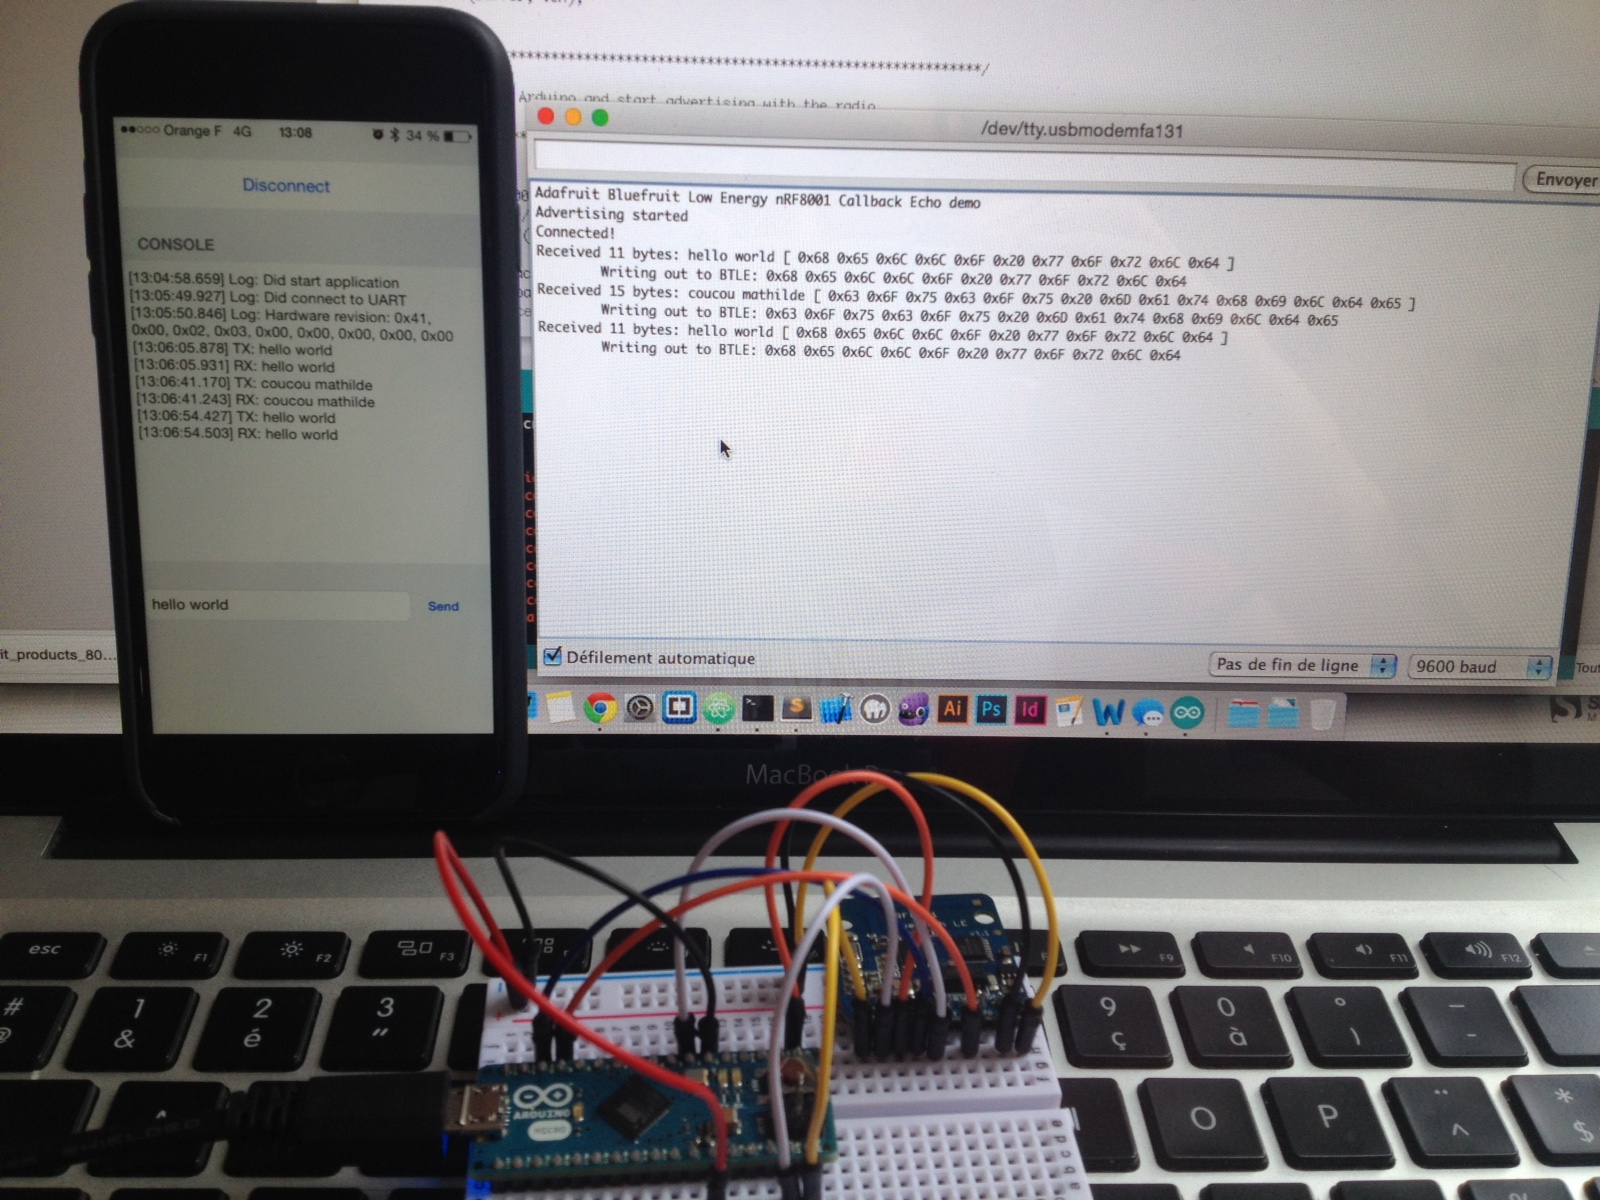 **********************************************************/
Arduino and start advertising with the radio
Orange F 4G 13:08 34 %
Disconnect
CONSOLE
[13:04:58.659] Log: Did start application
[13:05:49.927] Log: Did connect to UART
[13:05:50.846] Log: Hardware revision: 0x41,
0x00, 0x02, 0x03, 0x00, 0x00, 0x00, 0x00, 0x00
[13:06:05.878] TX: hello world
[13:06:05.931] RX: hello world
[13:06:41.170] TX: coucou mathilde
[13:06:41.243] RX: coucou mathilde
[13:06:54.427] TX: hello world
[13:06:54.503] RX: hello world
hello world
Send
/dev/tty.usbmodemfa131
Envoyer
Adafruit Bluefruit Low Energy nRF8001 Callback Echo demo
Advertising started
Connected!
Received 11 bytes: hello world [ 0x68 0x65 0x6C 0x6C 0x6F 0x20 0x77 0x6F 0x72 0x6C 0x64 ]
Writing out to BTLE: 0x68 0x65 0x6C 0x6C 0x6F 0x20 0x77 0x6F 0x72 0x6C 0x64
Received 15 bytes: coucou mathilde [ 0x63 0x6F 0x75 0x63 0x6F 0x75 0x20 0x6D 0x61 0x74 0x68 0x69 0x6C 0x64 0x65 ]
Writing out to BTLE: 0x63 0x6F 0x75 0x63 0x6F 0x75 0x20 0x6D 0x61 0x74 0x68 0x69 0x6C 0x64 0x65
Received 11 bytes: hello world [ 0x68 0x65 0x6C 0x6C 0x6F 0x20 0x77 0x6F 0x72 0x6C 0x64 ]
Writing out to BTLE: 0x68 0x65 0x6C 0x6C 0x6F 0x20 0x77 0x6F 0x72 0x6C 0x64
Défilement automatique
Pas de fin de ligne
9600 baud
Tout
it_products_80...
Ai Ps Id W
MacBook
esc F1 F2 F3 F9 F10 F11 F12
# @ 1 & 2 é 3 " 9 ç 0 à ° ) _ -
O P ¨ ^ * $
ARDUINO
MICRO
LE